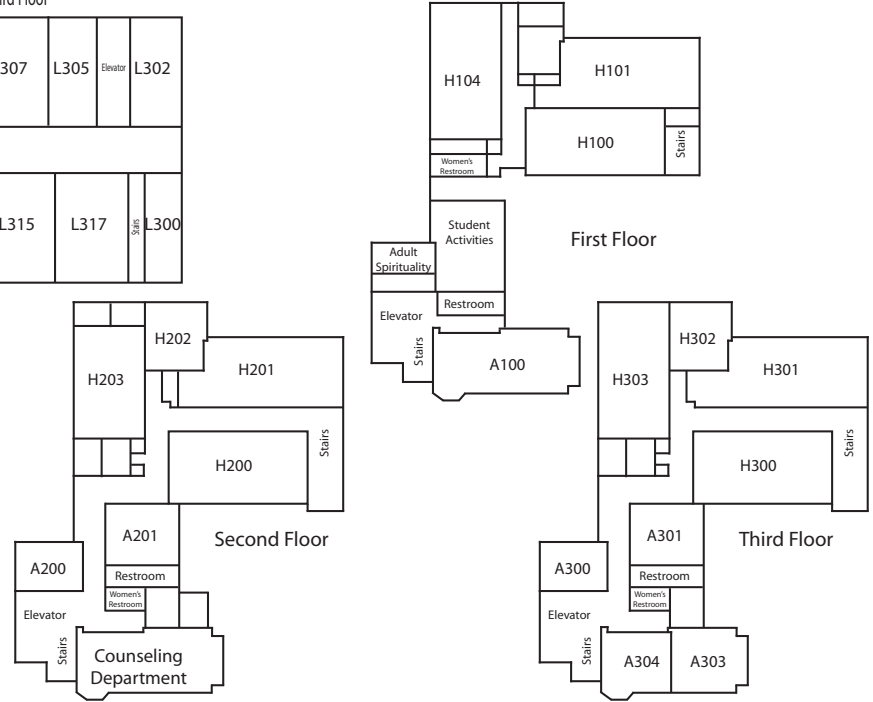 Floor
307
L305
Elevator
L302
L315
L317
Stairs
L300
H104
H101
H100
Stairs
Women's
Restroom
Student
Activities
First Floor
Adult
Spirituality
Restroom
Elevator
Stairs
A100
H202
H201
H203
Stairs
H200
A201
Second Floor
A200
Restroom
Women's
Restroom
Elevator
Stairs
Counseling
Department
H302
H301
H303
Stairs
H300
A301
Third Floor
A300
Restroom
Women's
Restroom
Elevator
Stairs
A304
A303